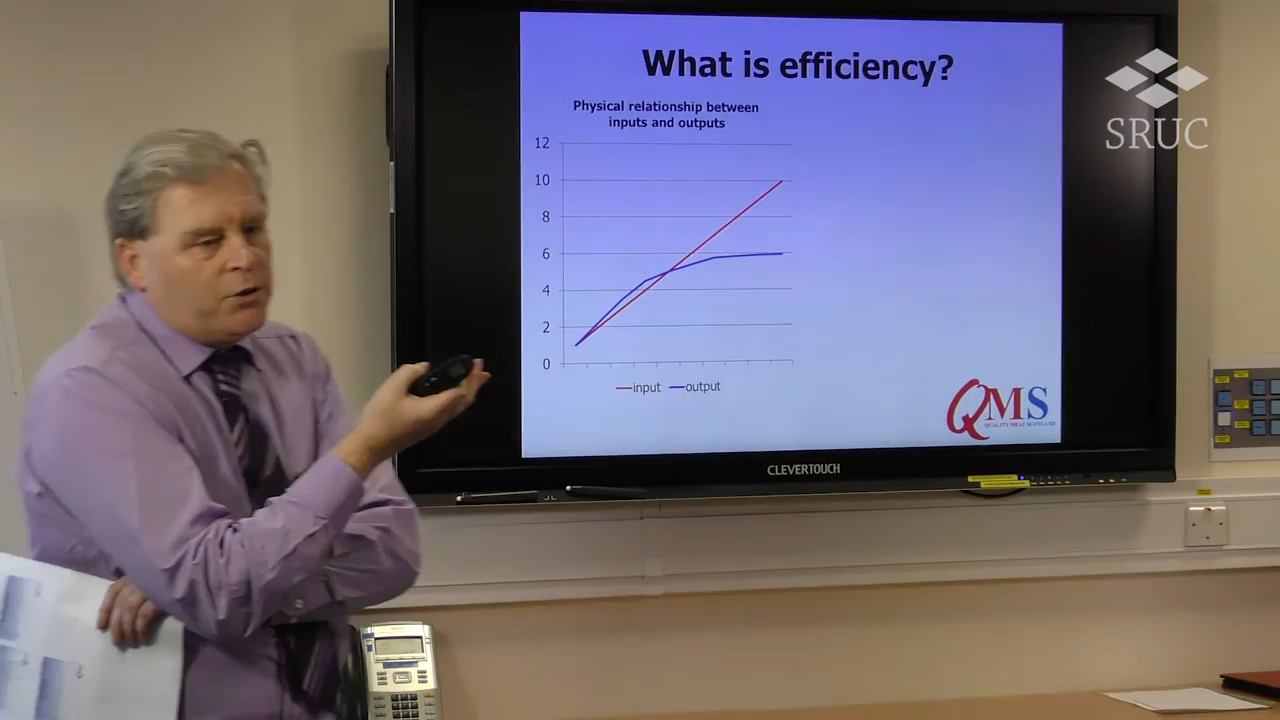 What is efficiency?
Physical relationship between
inputs and outputs
12
10
8
6
4
2
0
input output
QMS
QUALITY MEAT SCOTLAND
CLEVERTOUCH
SRUC